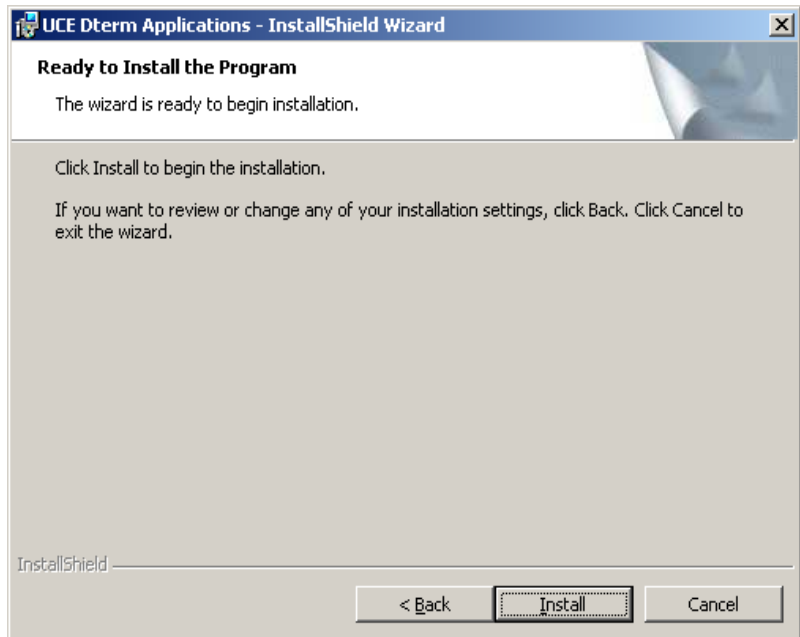 UCE Dterm Applications - InstallShield Wizard
Ready to Install the Program
The wizard is ready to begin installation.
Click Install to begin the installation.
If you want to review or change any of your installation settings, click Back. Click Cancel to
exit the wizard.
InstallShield
< Back Install Cancel